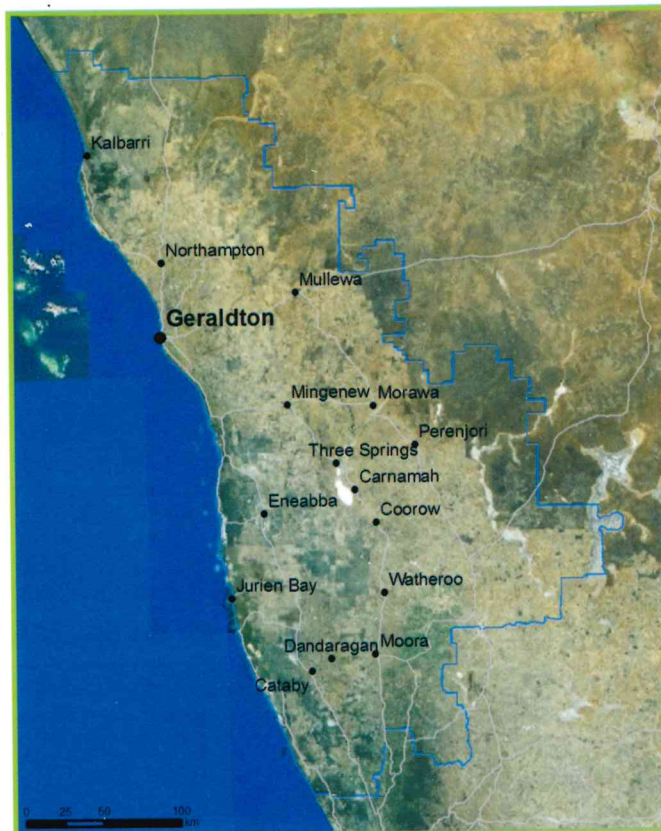 Kalbarri
Northampton
Mullewa
Geraldton
Mingenew
Morawa
Perenjori
Three Springs
Carnamah
Eneabba
Coorow
Jurien Bay
Watheroo
Dandaragan
Moora
Cataby
0 25 50 100
km